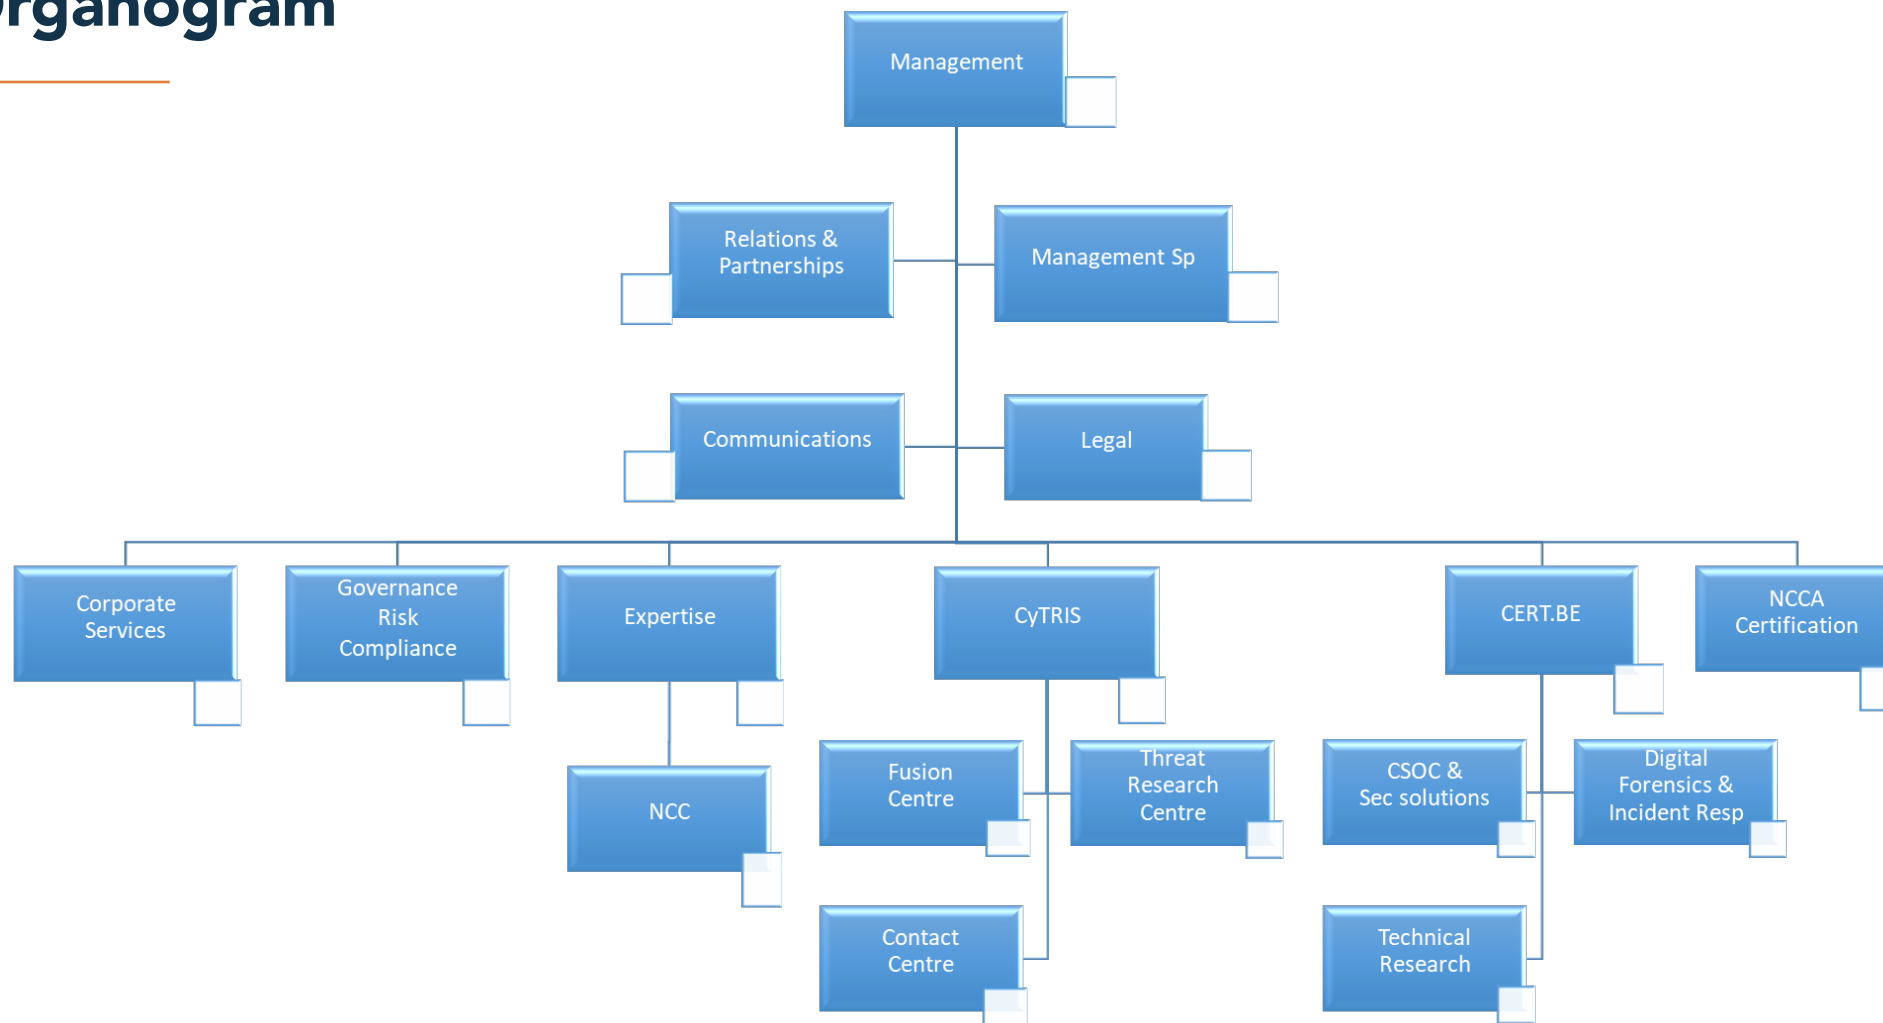 Organogram
Management
Relations &
Partnerships
Management Sp
Communications
Legal
Corporate
Services
Governance
Risk
Compliance
Expertise
CyTRIS
CERT.BE
NCCA
Certification
NCC
Fusion
Centre
Threat
Research
Centre
CSOC &
Sec solutions
Digital
Forensics &
Incident Resp
Contact
Centre
Technical
Research